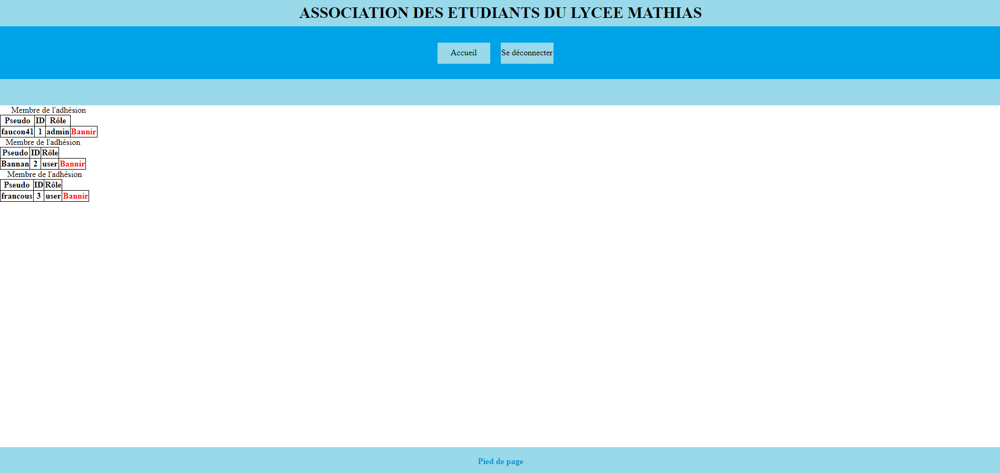 ASSOCIATION DES ETUDIANTS DU LYCEE MATHIAS
Accueil Se déconnecter
Membre de l'adhésion
Pseudo ID Rôle
faucon41 1 admin Bannir
Membre de l'adhésion
Pseudo ID Rôle
Bannan 2 user Bannir
Membre de l'adhésion
Pseudo ID Rôle
francous 3 user Bannir
Pied de page